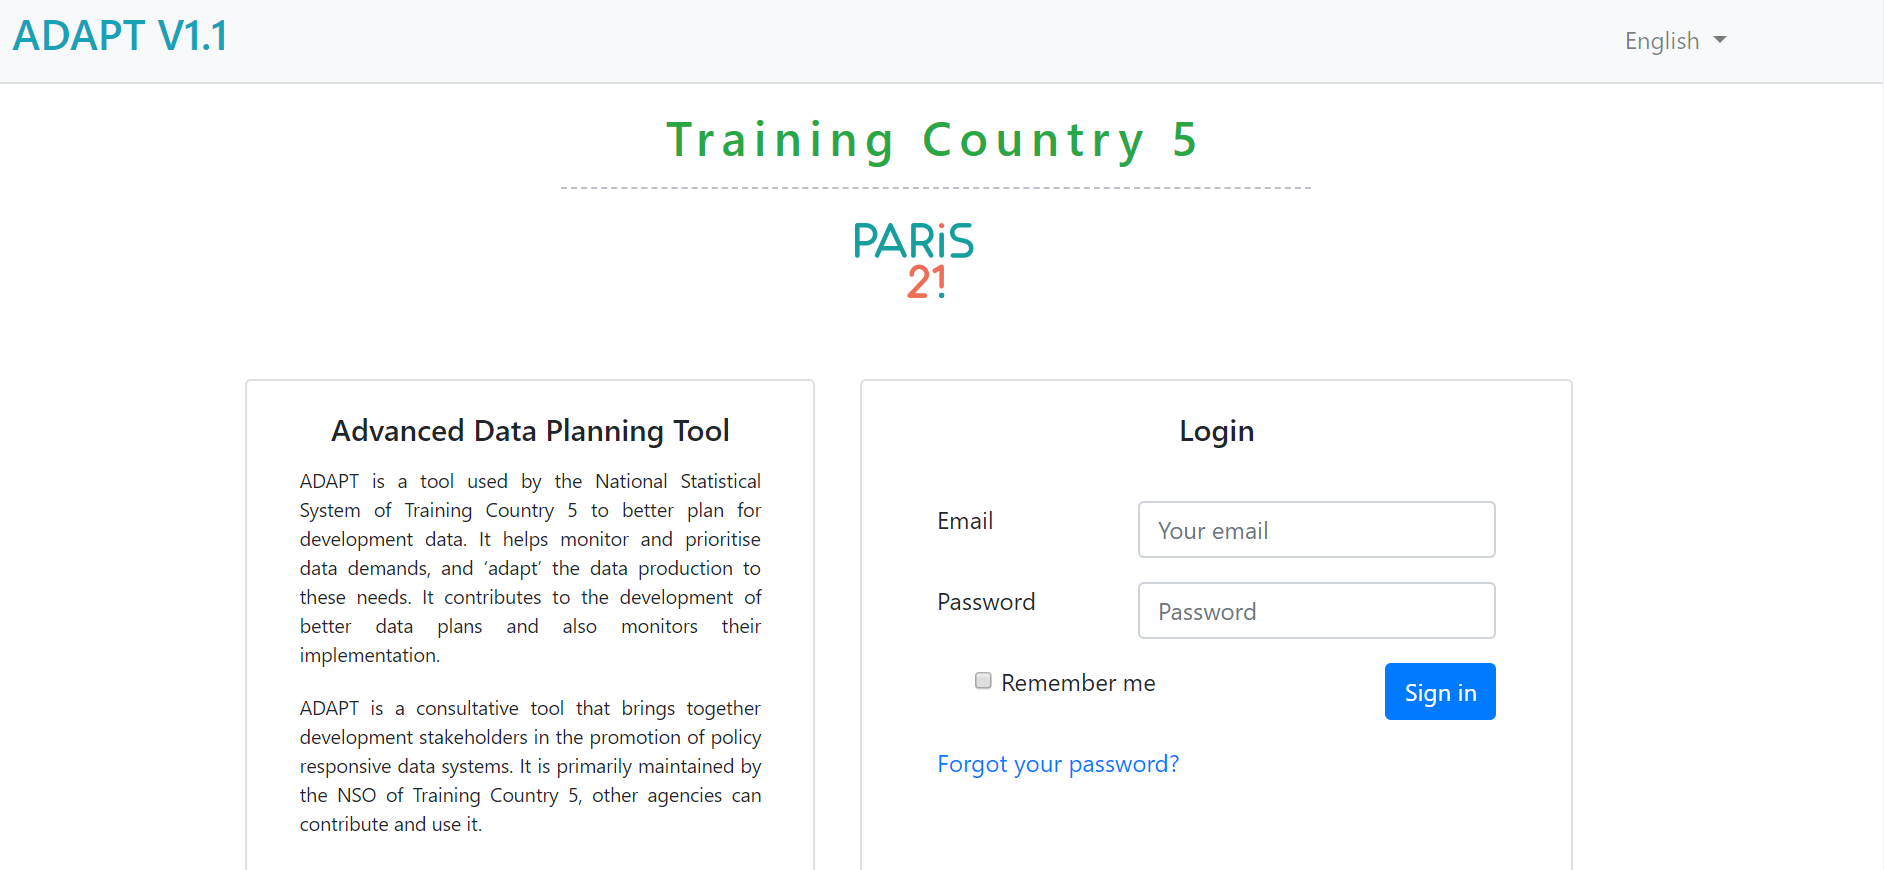 ADAPT V1.1
English
Training Country 5
PARiS
21
Advanced Data Planning Tool
ADAPT is a tool used by the National Statistical
System of Training Country 5 to better plan for
development data. It helps monitor and prioritise
data demands, and ‘adapt’ the data production to
these needs. It contributes to the development of
better data plans and also monitors their
implementation.
ADAPT is a consultative tool that brings together
development stakeholders in the promotion of policy
responsive data systems. It is primarily maintained by
the NSO of Training Country 5, other agencies can
contribute and use it.
Login
Email
Your email
Password
Password
Remember me
Sign in
Forgot your password?